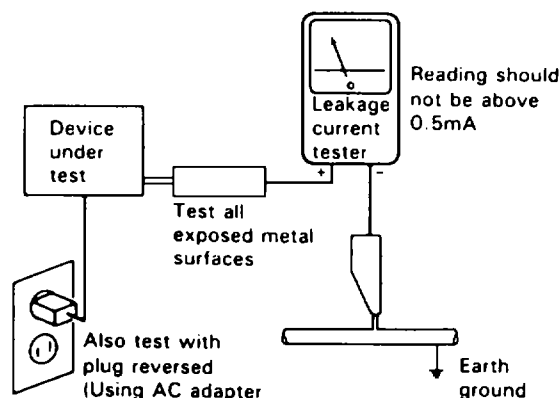 Device
under
test
Leakage
current
tester
+
-
Reading should
not be above
0.5mA
Test all
exposed metal
surfaces
Also test with
plug reversed
(Using AC adapter
Earth
ground